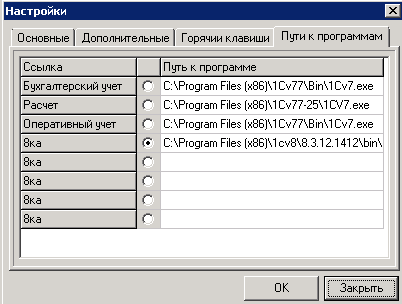 Настройки
Основные Дополнительные Горячии клавиши Пути к программам
Ссылка Путь к программе
Бухгалтерский учет C:\Program Files (x86)\1Cv77\Bin\1Cv7.exe
Расчет C:\Program Files (x86)\1Cv77-25\1CV7.exe
Оперативный учет C:\Program Files (x86)\1Cv77\Bin\1Cv7.exe
8ка C:\Program Files (x86)\1cv8\8.3.12.1412\bin\
8ка
8ка
8ка
8ка
OK Закрыть